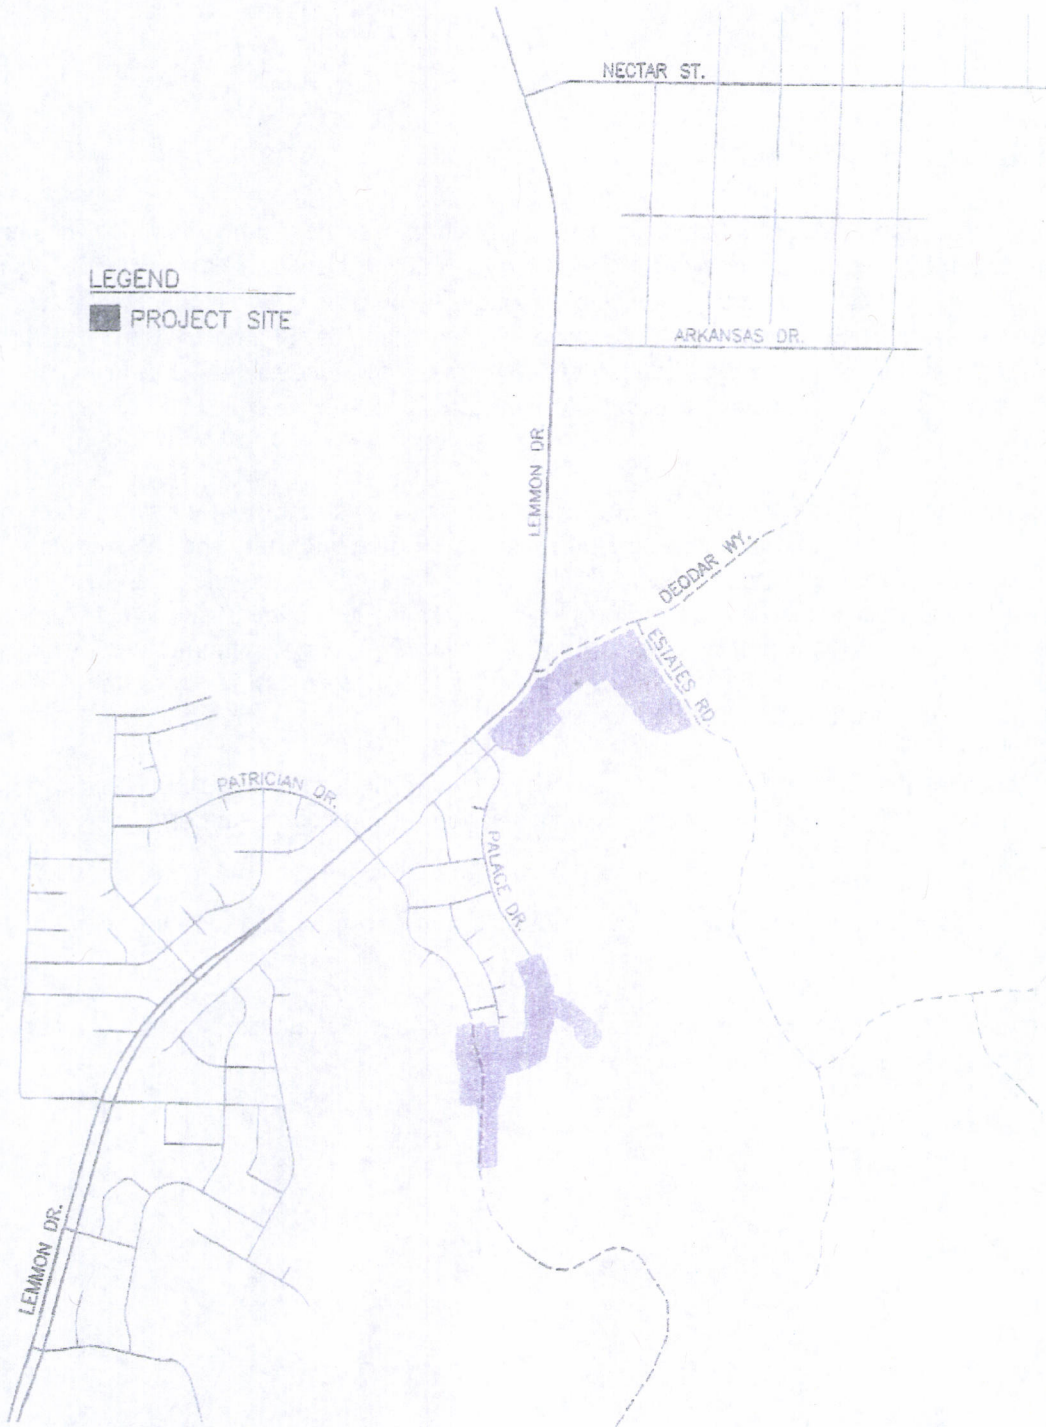 NECTAR ST.
LEGEND
PROJECT SITE
ARKANSAS DR.
LEMMON DR
DEODAR WY.
ESTATES RD.
PATRICIAN DR.
PALACE DR.
LEMMON DR.